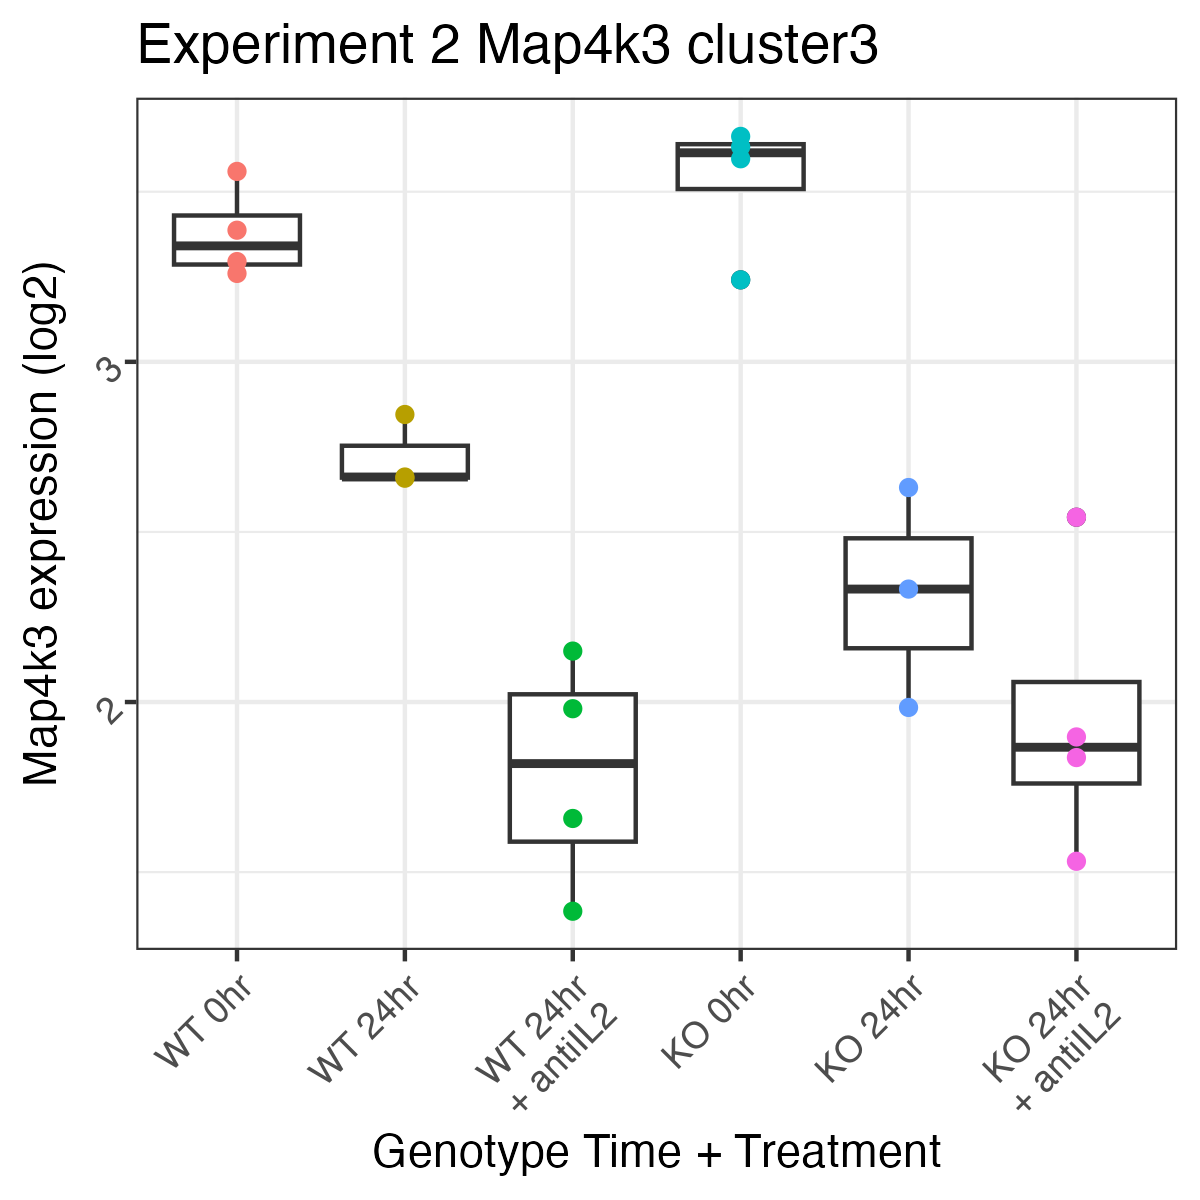 Experiment 2 Map4k3 cluster3
Map4k3 expression (log2)
3
2
WT 0hr
WT 24hr
WT 24hr
+ antiIL2
KO 0hr
KO 24hr
KO 24hr
+ antiIL2
Genotype Time + Treatment